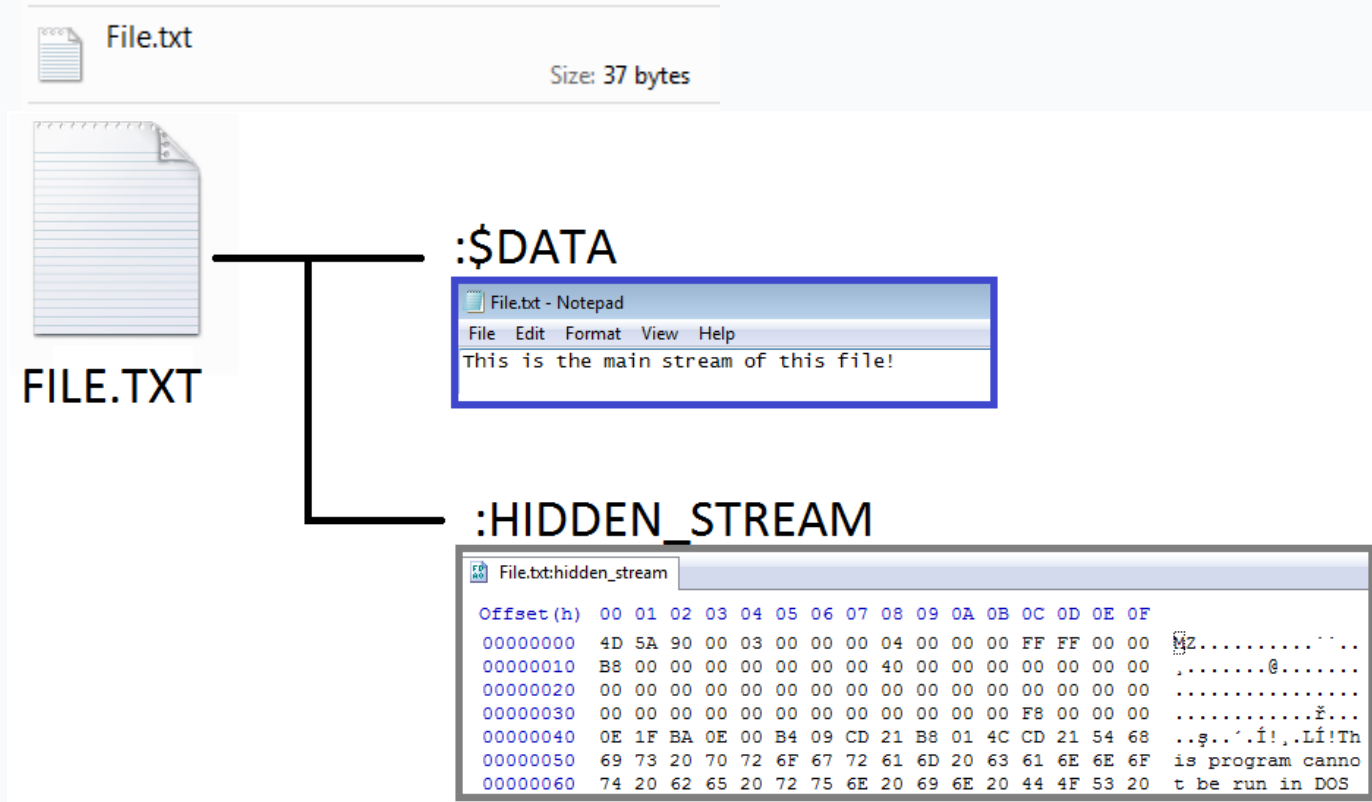 File.txt
Size: 37 bytes
:$DATA
File.txt - Notepad
File Edit Format View Help
This is the main stream of this file!
FILE.TXT
:HIDDEN_STREAM
File.txt:hidden_stream
Offset(h) 00 01 02 03 04 05 06 07 08 09 0A 0B 0C 0D 0E 0F
00000000 4D 5A 90 00 03 00 00 00 04 00 00 00 FF FF 00 00 MZ..........˙˙..
00000010 B8 00 00 00 00 00 00 00 40 00 00 00 00 00 00 00 ¸.......@.......
00000020 00 00 00 00 00 00 00 00 00 00 00 00 00 00 00 00 ................
00000030 00 00 00 00 00 00 00 00 00 00 00 00 F8 00 00 00 ............ř...
00000040 0E 1F BA 0E 00 B4 09 CD 21 B8 01 4C CD 21 54 68 ..ş..´.Í!¸.LÍ!Th
00000050 69 73 20 70 72 6F 67 72 61 6D 20 63 61 6E 6E 6F is program canno
00000060 74 20 62 65 20 72 75 6E 20 69 6E 20 44 4F 53 20 t be run in DOS